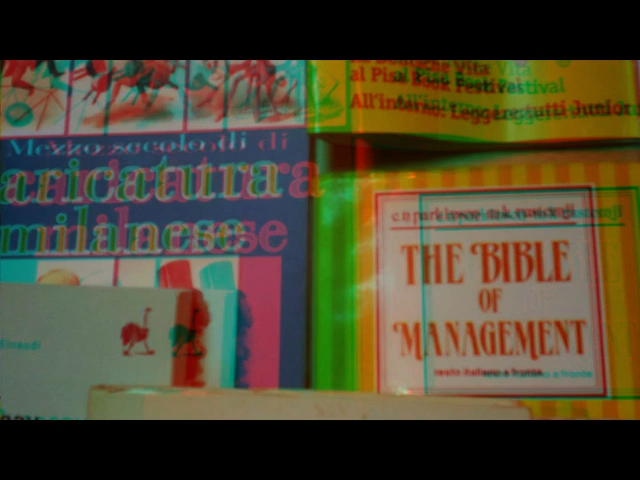 al Pisa Book Festival
All'interno: Leggere tutti Junior
Mezzo secolo di
aricatura
milanese
Einaudi
THE BIBLE
OF
MANAGEMENT
testo italiano a fronte